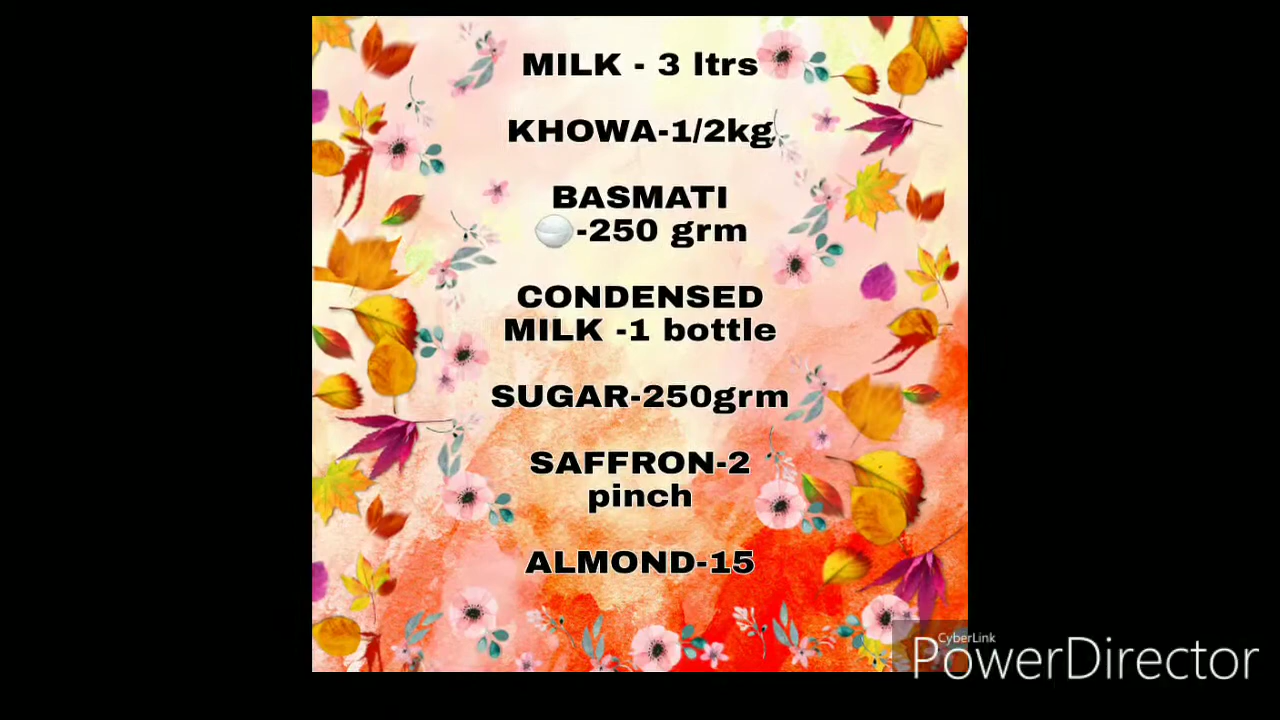 MILK - 3 ltrs
KHOWA-1/2kg
BASMATI
-250 grm
CONDENSED
MILK -1 bottle
SUGAR-250grm
SAFFRON-2
pinch
ALMOND-15
CyberLink
PowerDirector